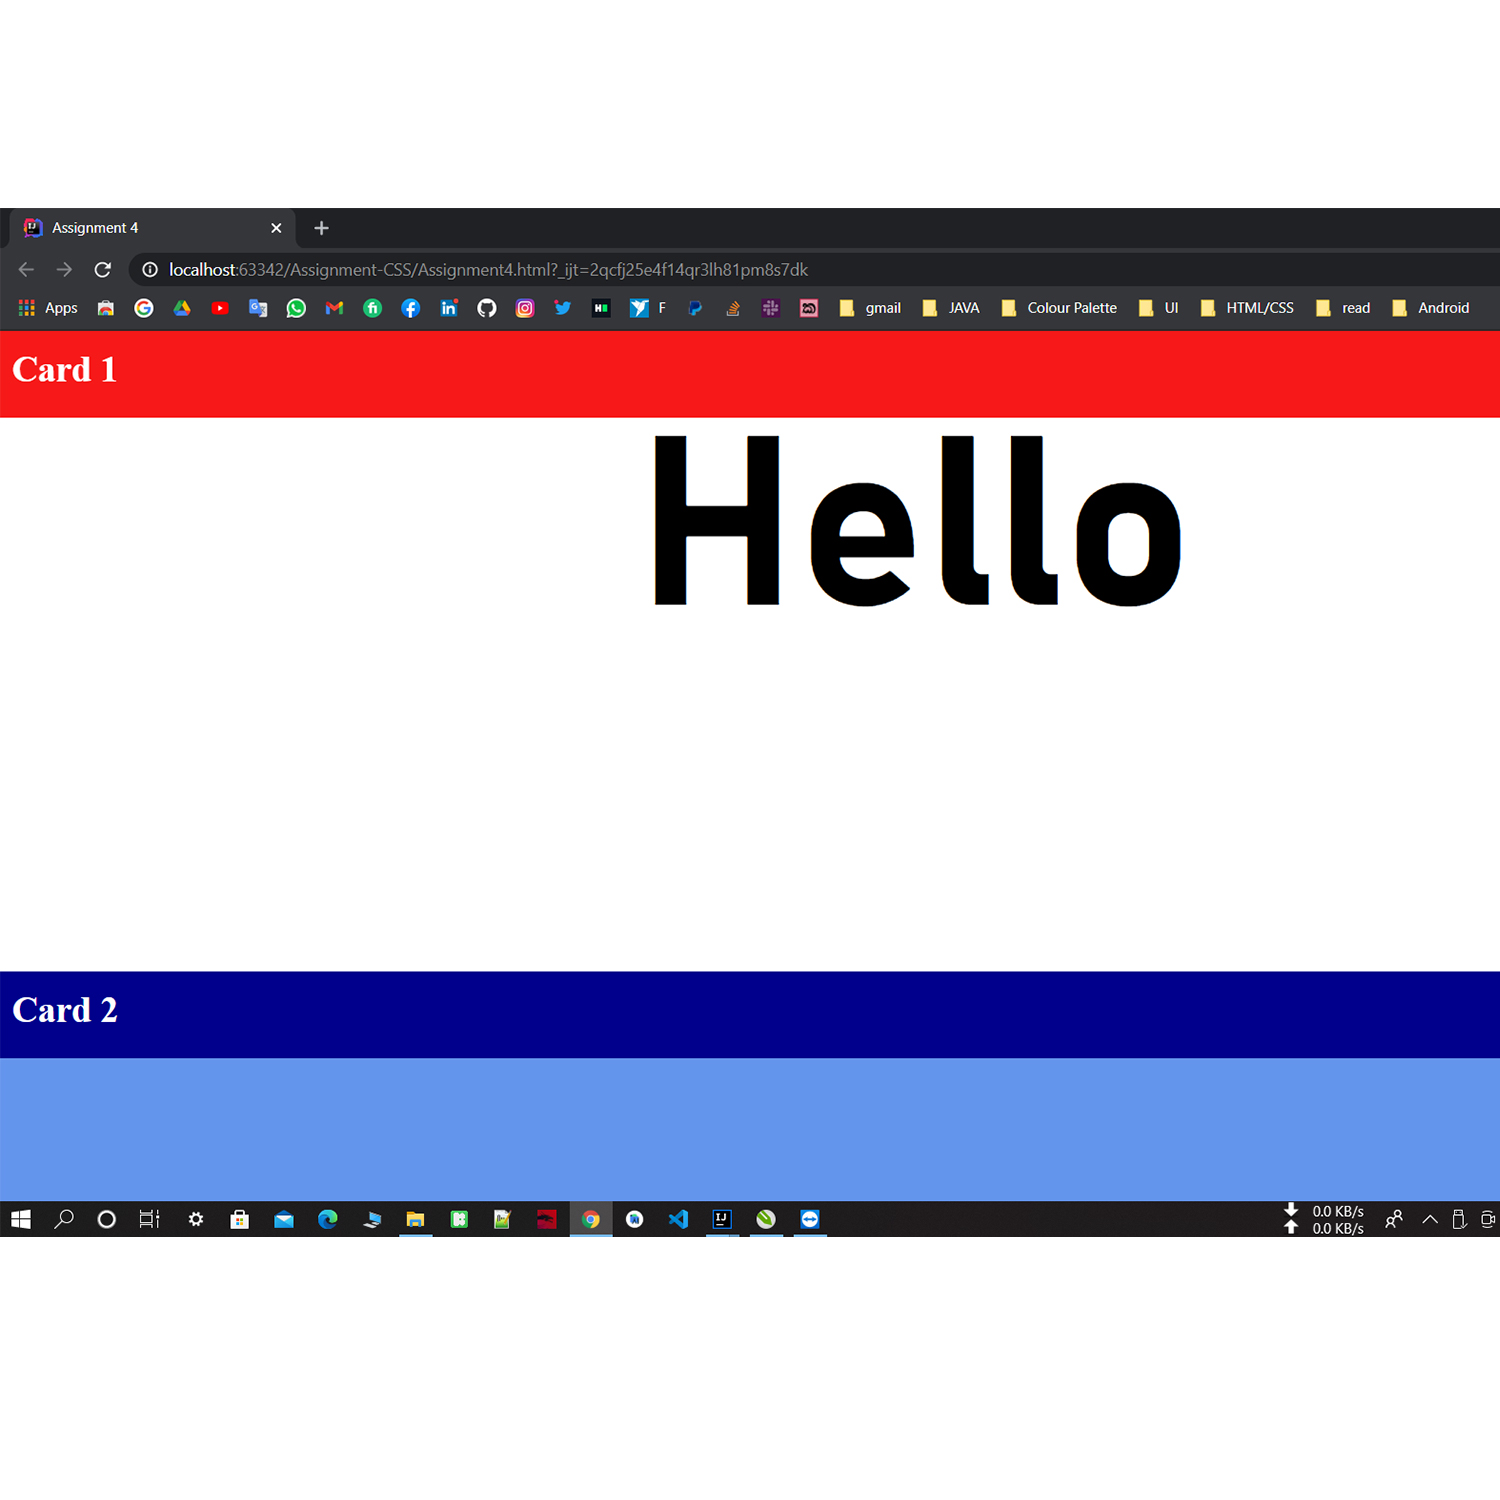 Assignment 4
localhost:63342/Assignment-CSS/Assignment4.html?_ijt=2qcfj25e4f14qr3lh81pm8s7dk
Apps F gmail JAVA Colour Palette UI HTML/CSS read Android
Card 1
Hello
Card 2
0.0 KB/s
0.0 KB/s